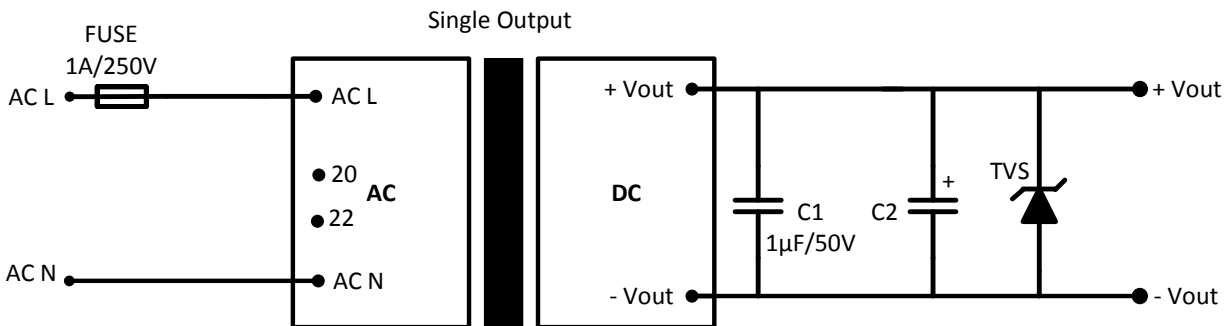 Single Output
FUSE
1A/250V
AC L
AC L
20
22
AC
AC N
AC N
+ Vout
DC
- Vout
C1
1µF/50V
C2
+
TVS
+ Vout
- Vout